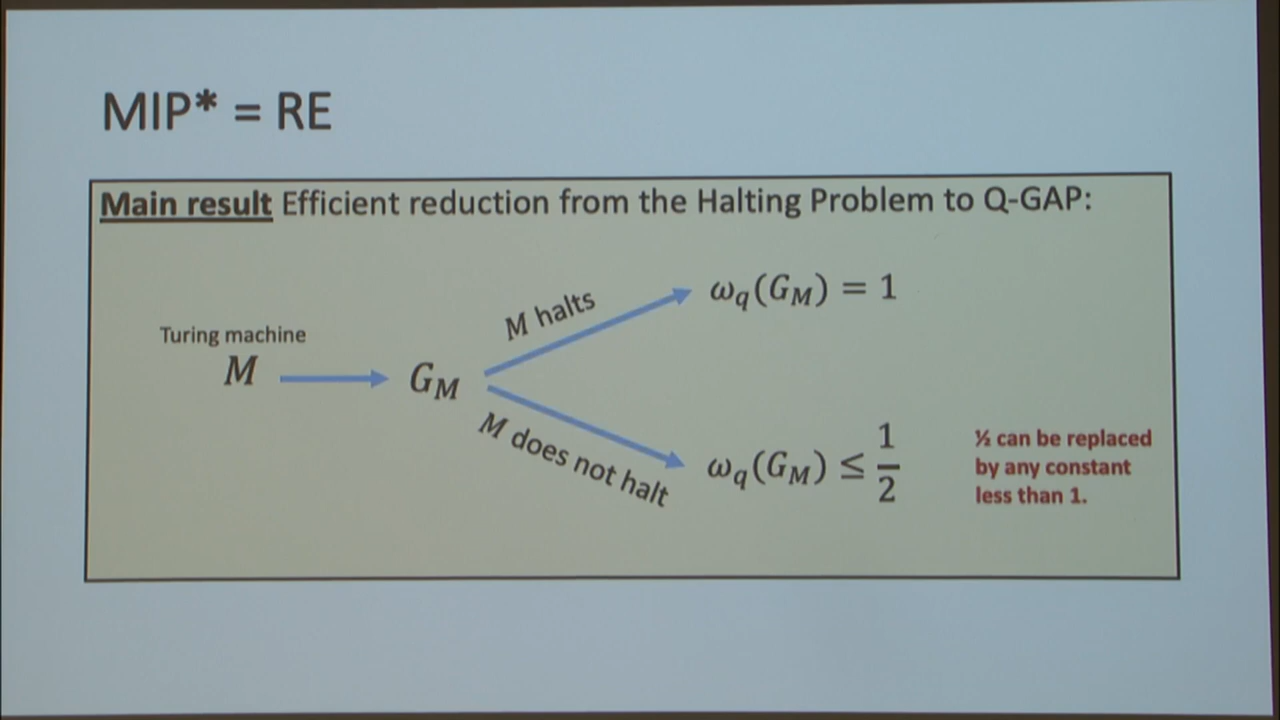 MIP* = RE
Main result Efficient reduction from the Halting Problem to Q-GAP:
M halts
ω_q(G_M) = 1
Turing machine
M
G_M
M does not halt
ω_q(G_M) ≤ 1/2
½ can be replaced
by any constant
less than 1.